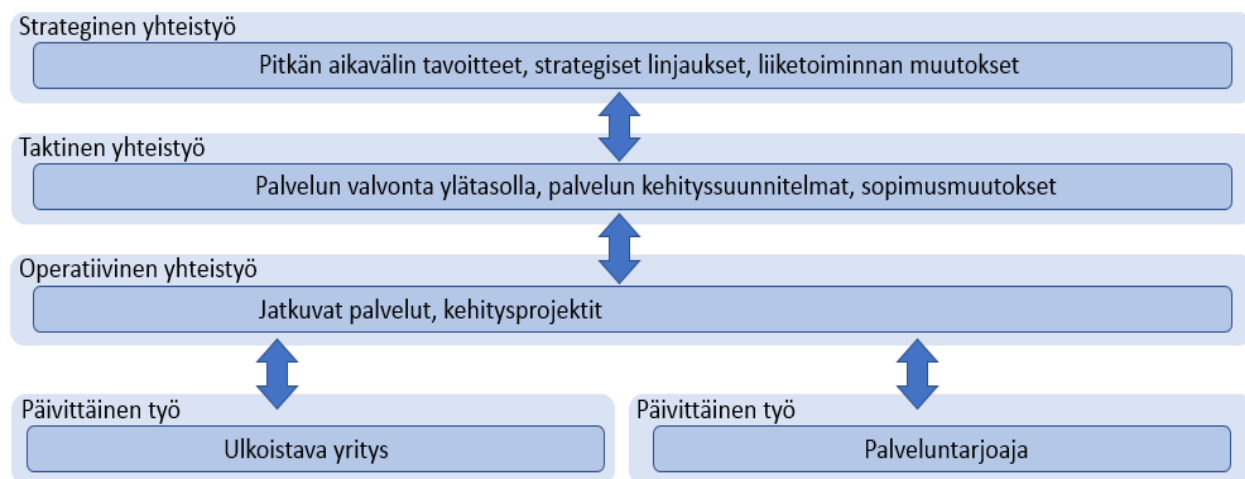 Strateginen yhteistyö
Pitkän aikavälin tavoitteet, strategiset linjaukset, liiketoiminnan muutokset
Taktinen yhteistyö
Palvelun valvonta ylätasolla, palvelun kehityssuunnitelmat, sopimusmuutokset
Operatiivinen yhteistyö
Jatkuvat palvelut, kehitysprojektit
Päivittäinen työ
Ulkoistava yritys
Päivittäinen työ
Palveluntarjoaja